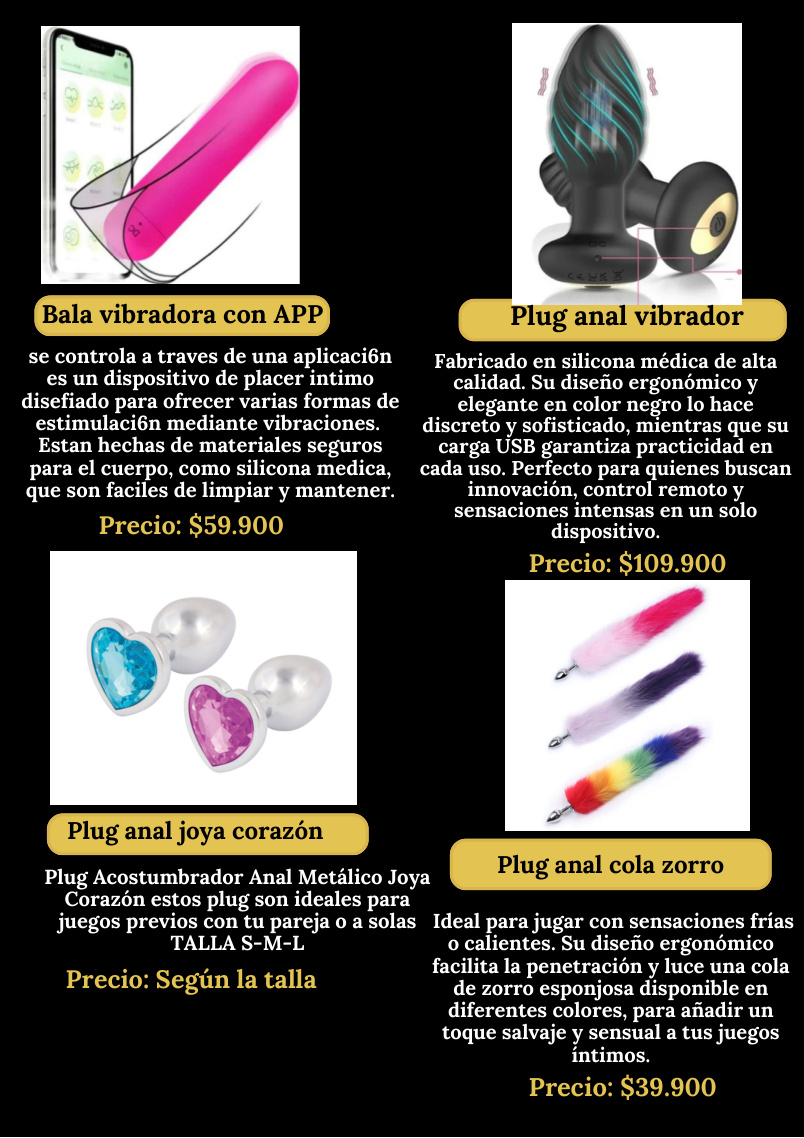 Bala vibradora con APP
se controla a traves de una aplicaci6n
es un dispositivo de placer intimo
disefiado para ofrecer varias formas de
estimulaci6n mediante vibraciones.
Estan hechas de materiales seguros
para el cuerpo, como silicona medica,
que son faciles de limpiar y mantener.
Precio: $59.900
Plug anal vibrador
Fabricado en silicona médica de alta
calidad. Su diseño ergonómico y
elegante en color negro lo hace
discreto y sofisticado, mientras que su
carga USB garantiza practicidad en
cada uso. Perfecto para quienes buscan
innovación, control remoto y
sensaciones intensas en un solo
dispositivo.
Precio: $109.900
Plug anal joya corazón
Plug Acostumbrador Anal Metálico Joya
Corazón estos plug son ideales para
juegos previos con tu pareja o a solas
TALLA S-M-L
Precio: Según la talla
Plug anal cola zorro
Ideal para jugar con sensaciones frías
o calientes. Su diseño ergonómico
facilita la penetración y luce una cola
de zorro esponjosa disponible en
diferentes colores, para añadir un
toque salvaje y sensual a tus juegos
íntimos.
Precio: $39.900